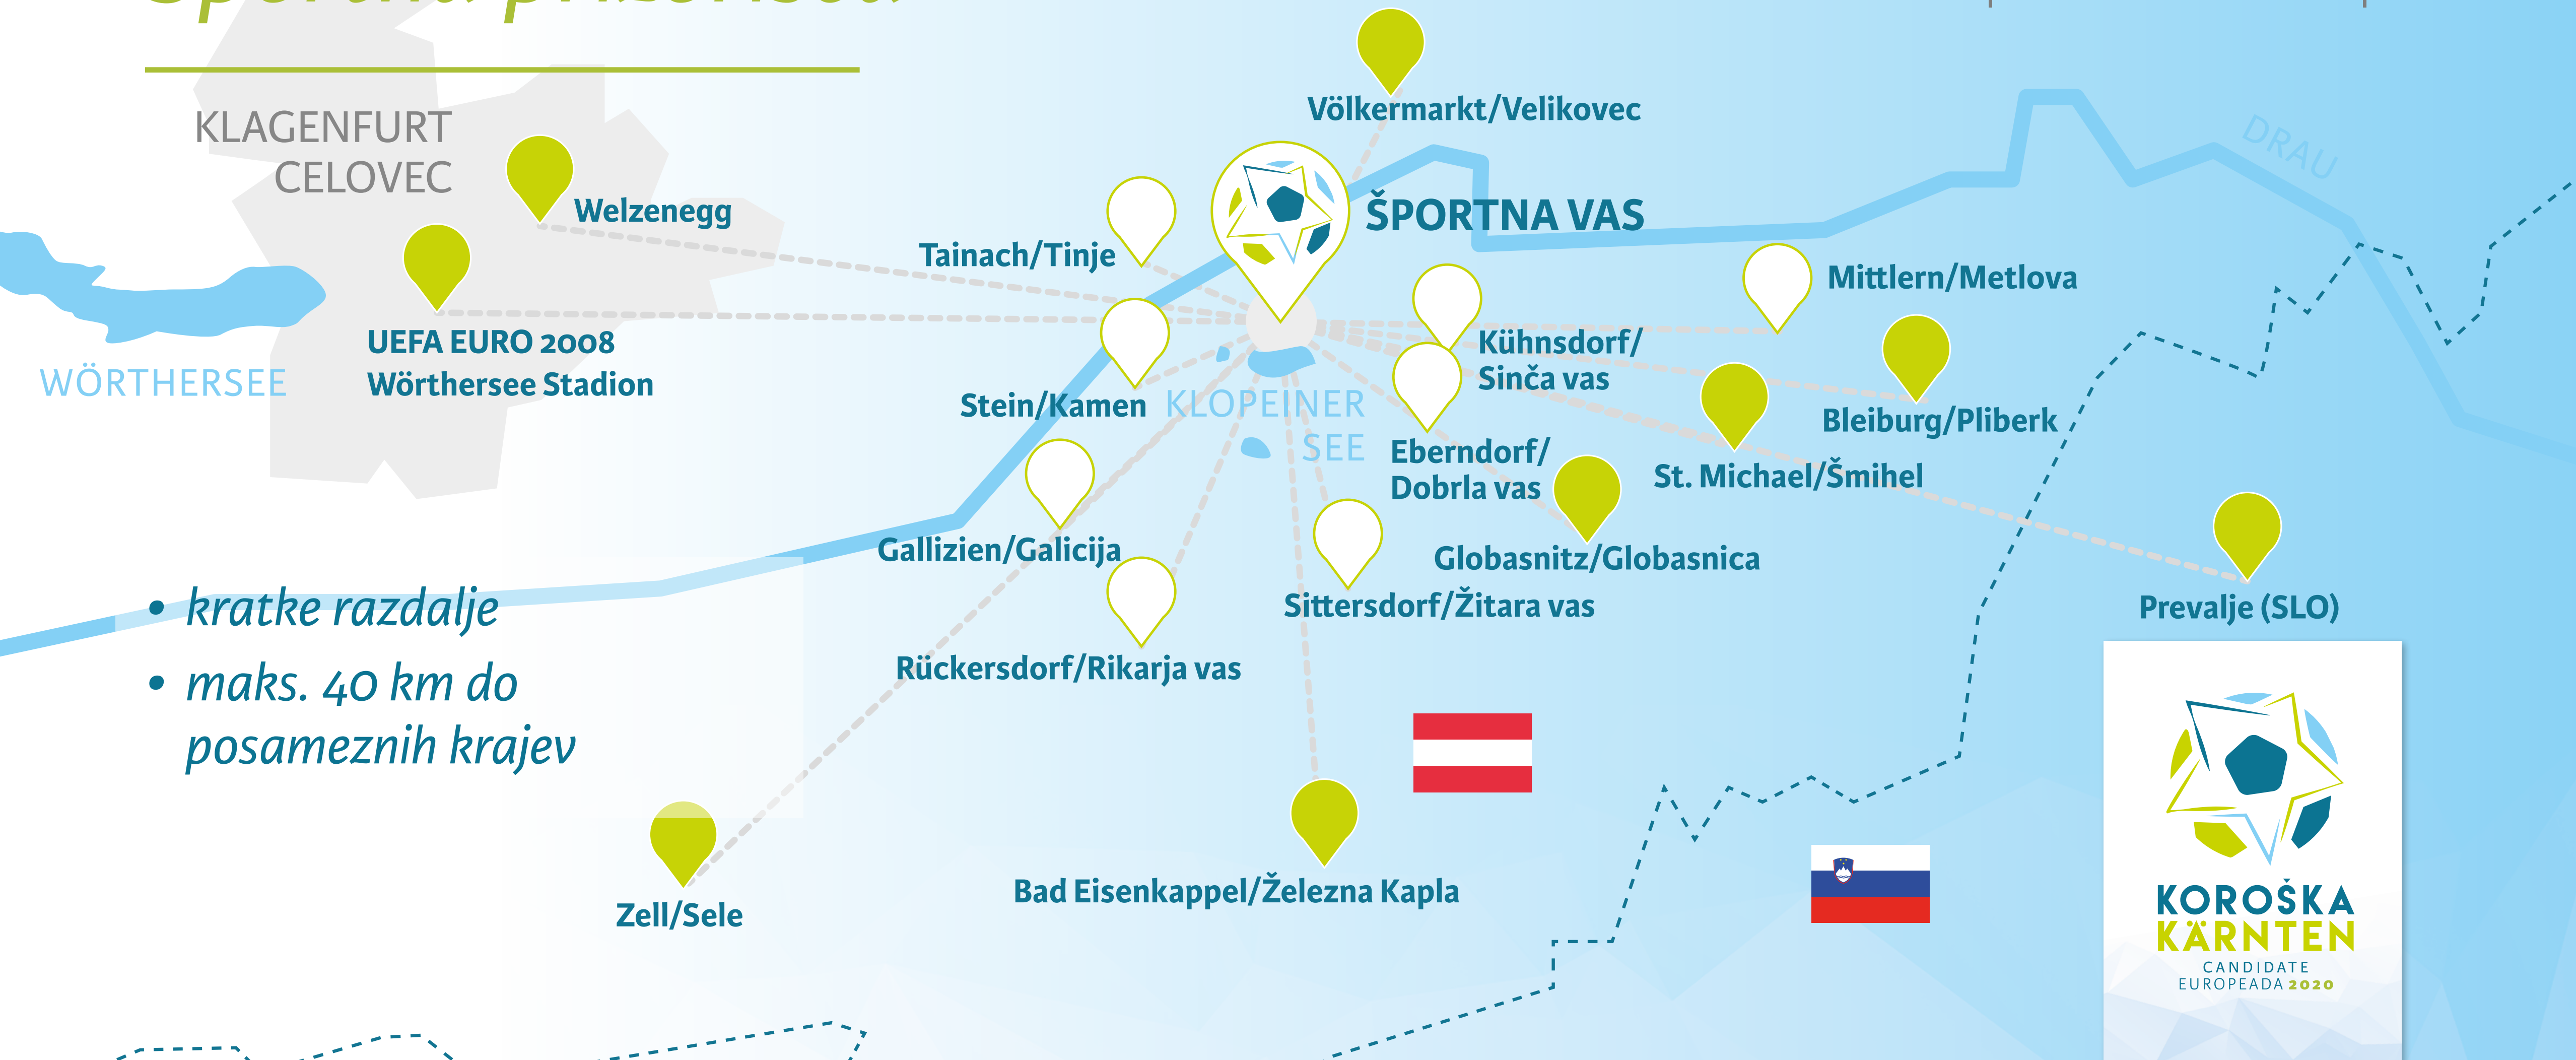 KLAGENFURT
CELOVEC
Völkermarkt/Velikovec
DRAU
Welzenegg
ŠPORTNA VAS
Tainach/Tinje
Mittlern/Metlova
UEFA EURO 2008
Wörthersee Stadion
WÖRTHERSEE
Kühnsdorf/
Sinča vas
Stein/Kamen
KLOPEINER
SEE
Bleiburg/Pliberk
Eberndorf/
Dobrla vas
St. Michael/Šmihel
Gallizien/Galicija
Globasnitz/Globasnica
Sittersdorf/Žitara vas
Prevalje (SLO)
• kratke razdalje
• maks. 40 km do
posameznih krajev
Rückersdorf/Rikarja vas
Bad Eisenkappel/Železna Kapla
Zell/Sele
KOROŠKA
KÄRNTEN
CANDIDATE
EUROPEADA 2020